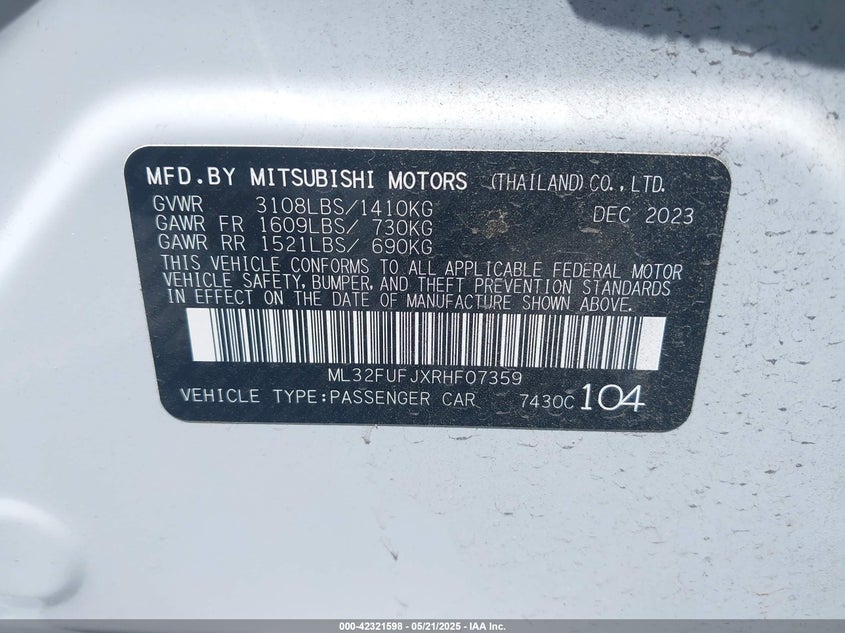 MFD.BY MITSUBISHI MOTORS (THAILAND) CO.,LTD.
GVWR 3108LBS/1410KG DEC 2023
GAWR FR 1609LBS/ 730KG
GAWR RR 1521LBS/ 690KG
THIS VEHICLE CONFORMS TO ALL APPLICABLE FEDERAL MOTOR
VEHICLE SAFETY, BUMPER, AND THEFT PREVENTION STANDARDS
IN EFFECT ON THE DATE OF MANUFACTURE SHOWN ABOVE.
ML32FUFJXRHF07359
VEHICLE TYPE:PASSENGER CAR 7430C 104
000-42321598 - 05/21/2025 - IAA Inc.